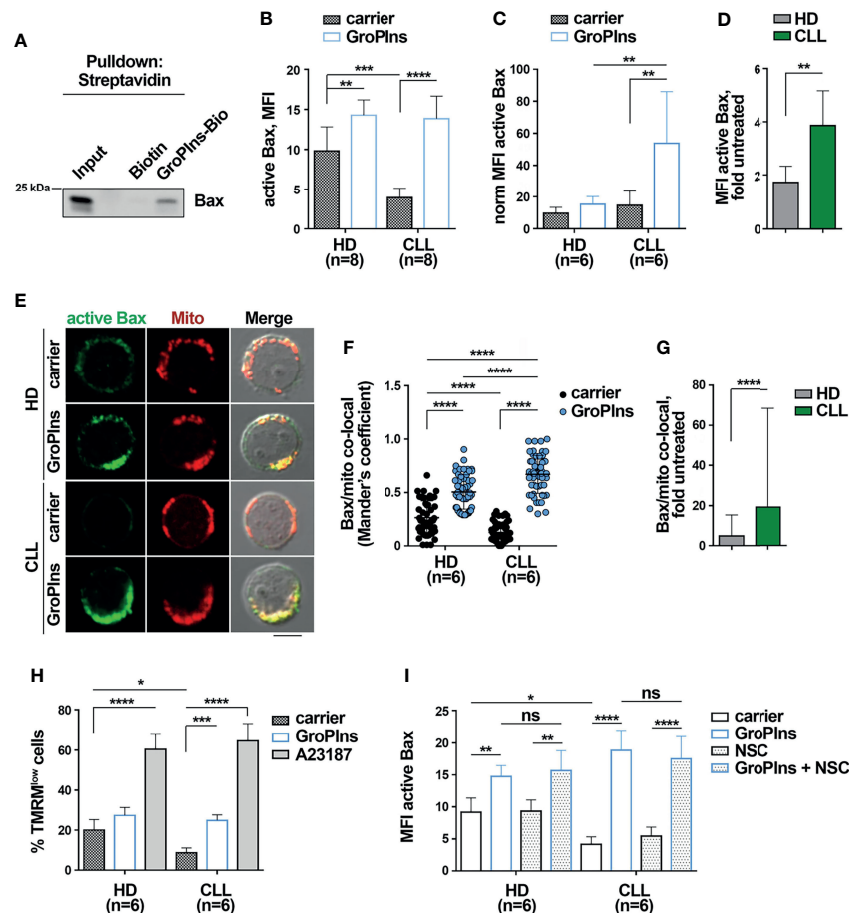 A
Pulldown:
Streptavidin
Input
Biotin
GroPIns-Bio
25 kDa
Bax
B
carrier
GroPIns
active Bax, MFI
20
15
10
5
0
***
**
****
HD
(n=8)
CLL
(n=8)
C
carrier
GroPIns
norm MFI active Bax
100
80
60
40
20
0
**
**
HD
(n=6)
CLL
(n=6)
D
HD
CLL
MFI active Bax,
fold untreated
6
4
2
0
**
E
active Bax
Mito
Merge
HD
carrier
GroPIns
CLL
carrier
GroPIns
F
carrier
GroPIns
Bax/mito co-local
(Mander's coefficient)
1.5
1.0
0.5
0
****
****
****
****
****
HD
(n=6)
CLL
(n=6)
G
HD
CLL
Bax/mito co-local,
fold untreated
80
60
40
20
0
****
H
carrier
GroPIns
A23187
% TMRMlow cells
80
60
40
20
0
*
****
****
***
HD
(n=6)
CLL
(n=6)
I
carrier
GroPIns
NSC
GroPIns + NSC
MFI active Bax
25
20
15
10
5
0
*
ns
ns
**
**
****
****
HD
(n=6)
CLL
(n=6)